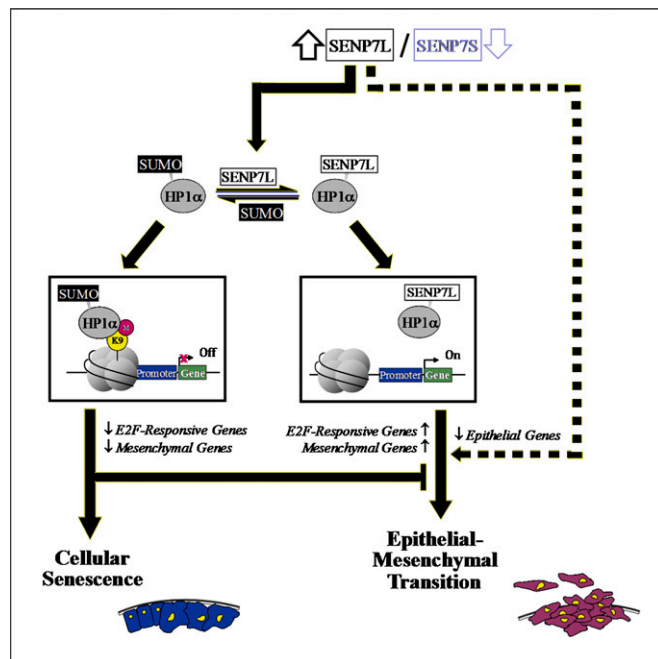 SENP7L / SENP7S
SUMO
SENP7L
SENP7L
HP1α
SUMO
HP1α
SUMO
HP1α
K9
Off
Promoter Gene
SENP7L
HP1α
On
Promoter Gene
↓ E2F-Responsive Genes
↓ Mesenchymal Genes
E2F-Responsive Genes ↑
Mesenchymal Genes ↑
↓ Epithelial Genes
Cellular
Senescence
Epithelial-
Mesenchymal
Transition